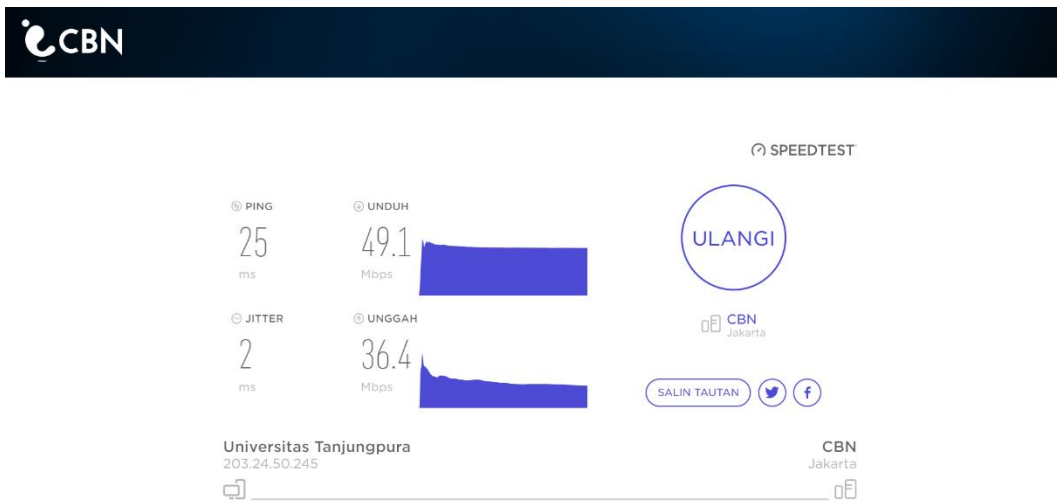 CBN
SPEEDTEST
PING
25
ms
UNDUH
49.1
Mbps
ULANGI
JITTER
2
ms
UNGGAH
36.4
Mbps
CBN
Jakarta
SALIN TAUTAN
Universitas Tanjungpura
203.24.50.245
CBN
Jakarta